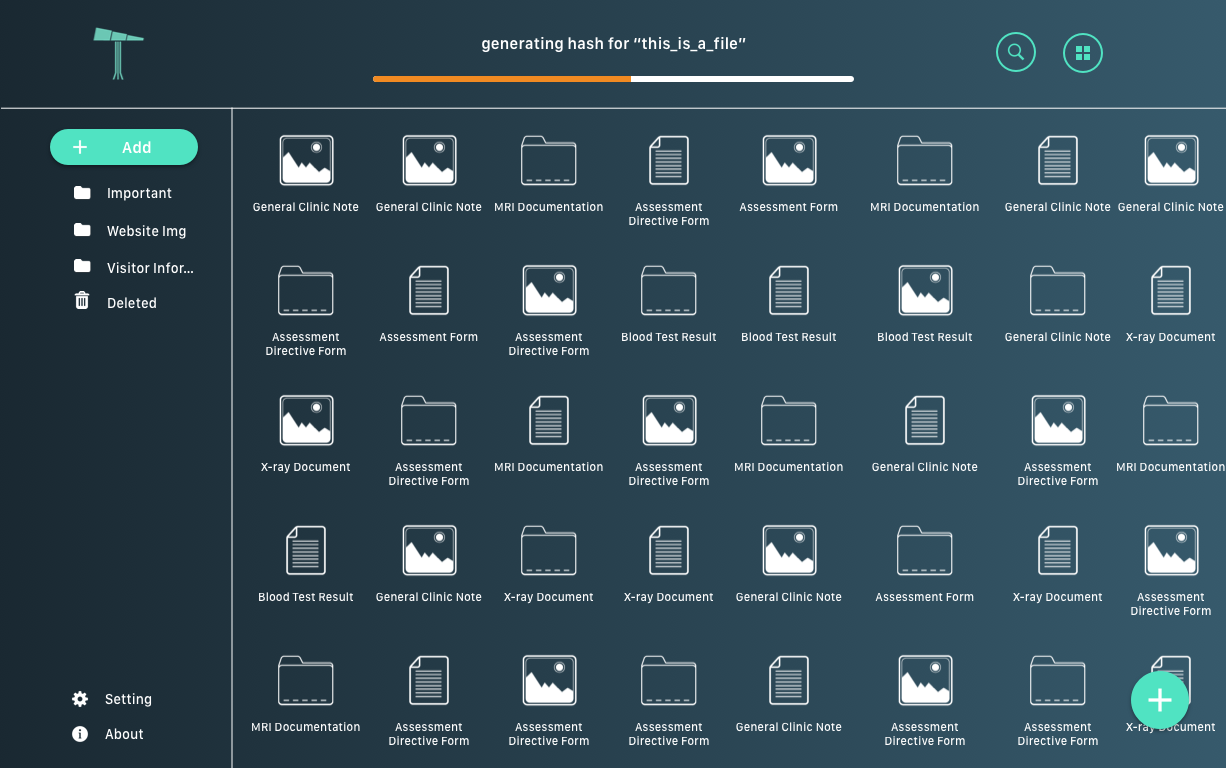 generating hash for “this_is_a_file”
Add
Important
Website Img
Visitor Infor...
Deleted
Setting
About
General Clinic Note
General Clinic Note
MRI Documentation
Assessment
Directive Form
Assessment Form
MRI Documentation
General Clinic Note
General Clinic Note
Assessment
Directive Form
Assessment Form
Assessment
Directive Form
Blood Test Result
Blood Test Result
Blood Test Result
General Clinic Note
X-ray Document
X-ray Document
Assessment
Directive Form
MRI Documentation
Assessment
Directive Form
MRI Documentation
General Clinic Note
Assessment
Directive Form
MRI Documentation
Blood Test Result
General Clinic Note
X-ray Document
X-ray Document
General Clinic Note
Assessment Form
X-ray Document
Assessment
Directive Form
MRI Documentation
Assessment
Directive Form
Assessment
Directive Form
Assessment
Directive Form
General Clinic Note
Assessment
Directive Form
Assessment
Directive Form
X-ray Document